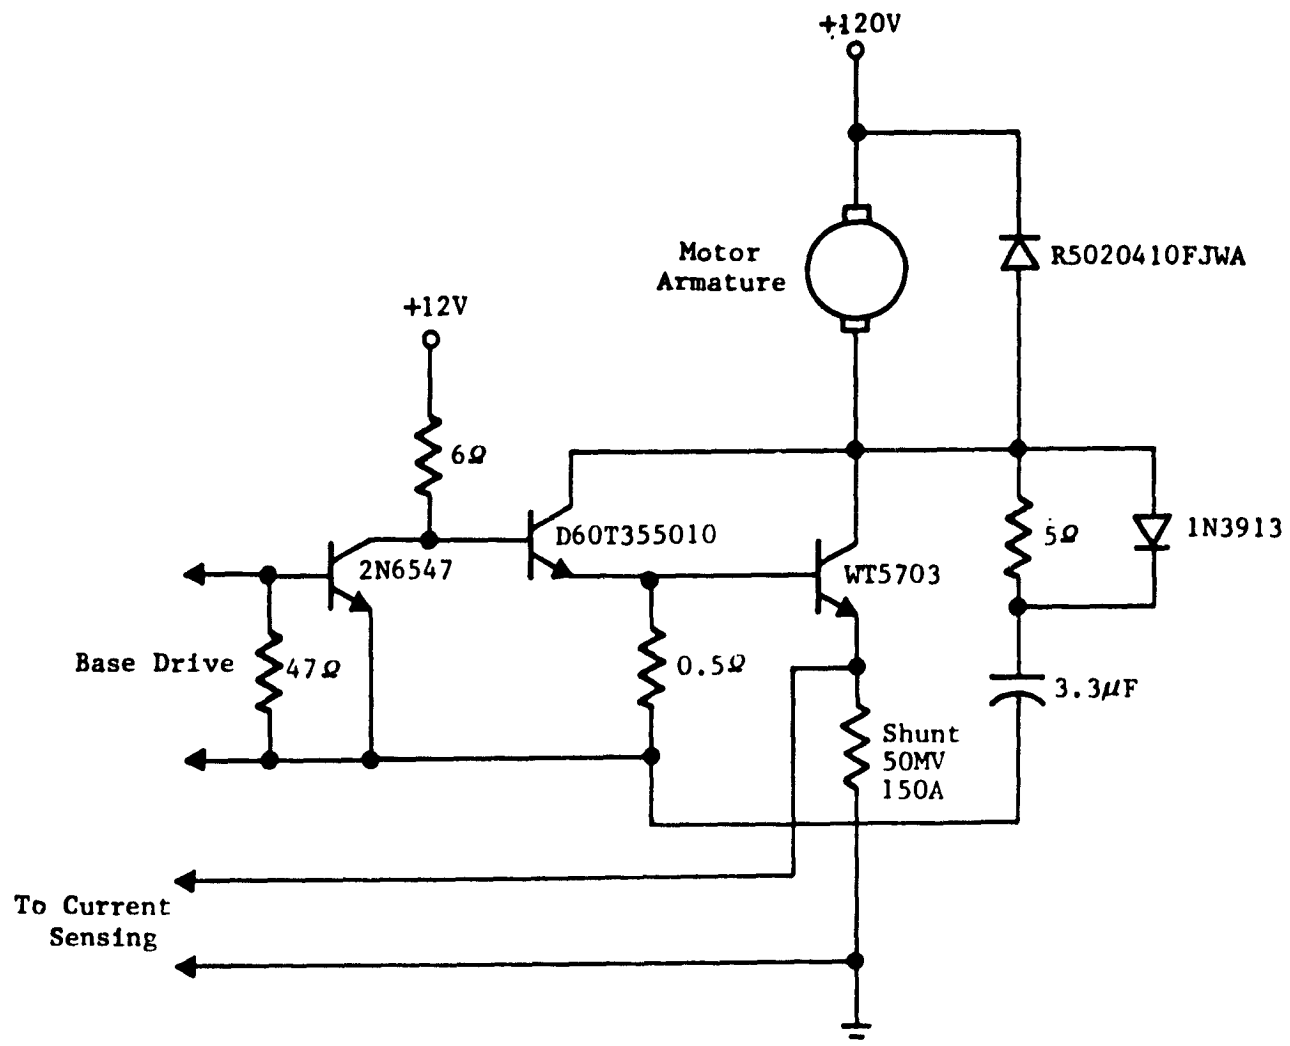 +120V
Motor
Armature
R5020410FJWA
+12V
6Ω
D60T355010
5Ω
1N3913
2N6547
WT5703
Base Drive
47Ω
0.5Ω
3.3μF
Shunt
50MV
150A
To Current
Sensing